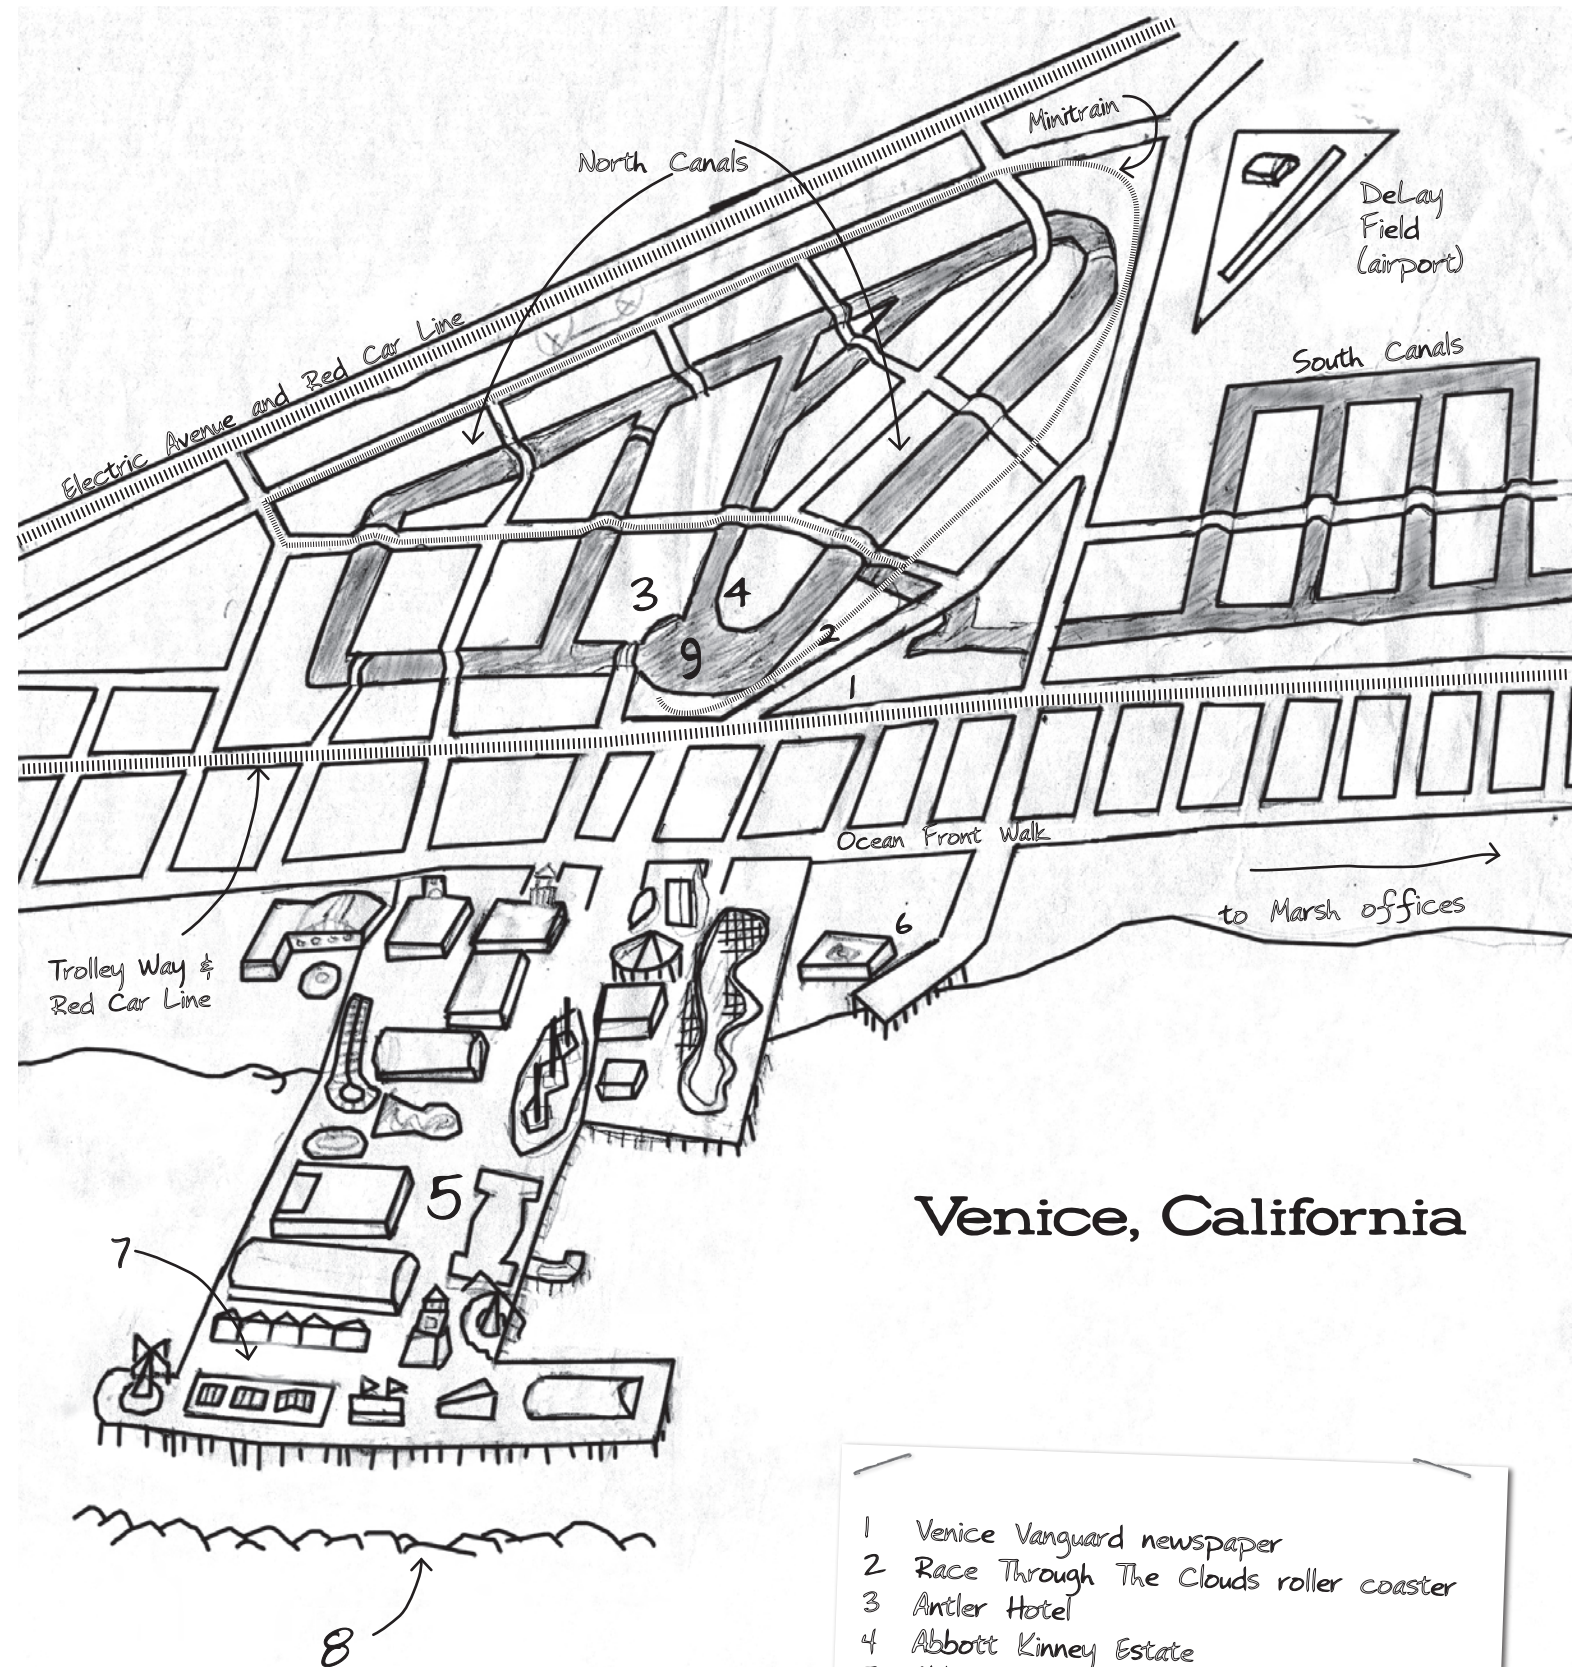 Minitrain
North Canals
DeLay
Field
(airport)
Electric Avenue and Red Car Line
South Canals
3
4
9
2
1
Ocean Front Walk
to Marsh offices
6
Trolley Way &
Red Car Line
5
Venice, California
7
8
1 Venice Vanguard newspaper
2 Race Through The Clouds roller coaster
3 Antler Hotel
4 Abbott Kinney Estate